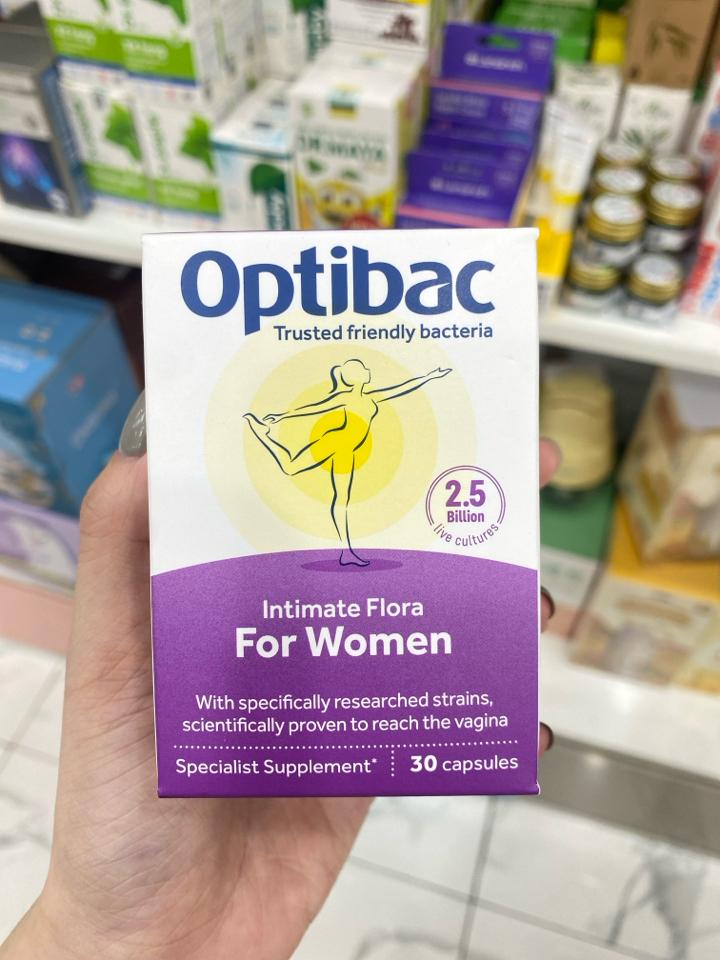 Optibac
Trusted friendly bacteria
2.5
Billion
live cultures
Intimate Flora
For Women
With specifically researched strains,
scientifically proven to reach the vagina
Specialist Supplement*
30 capsules